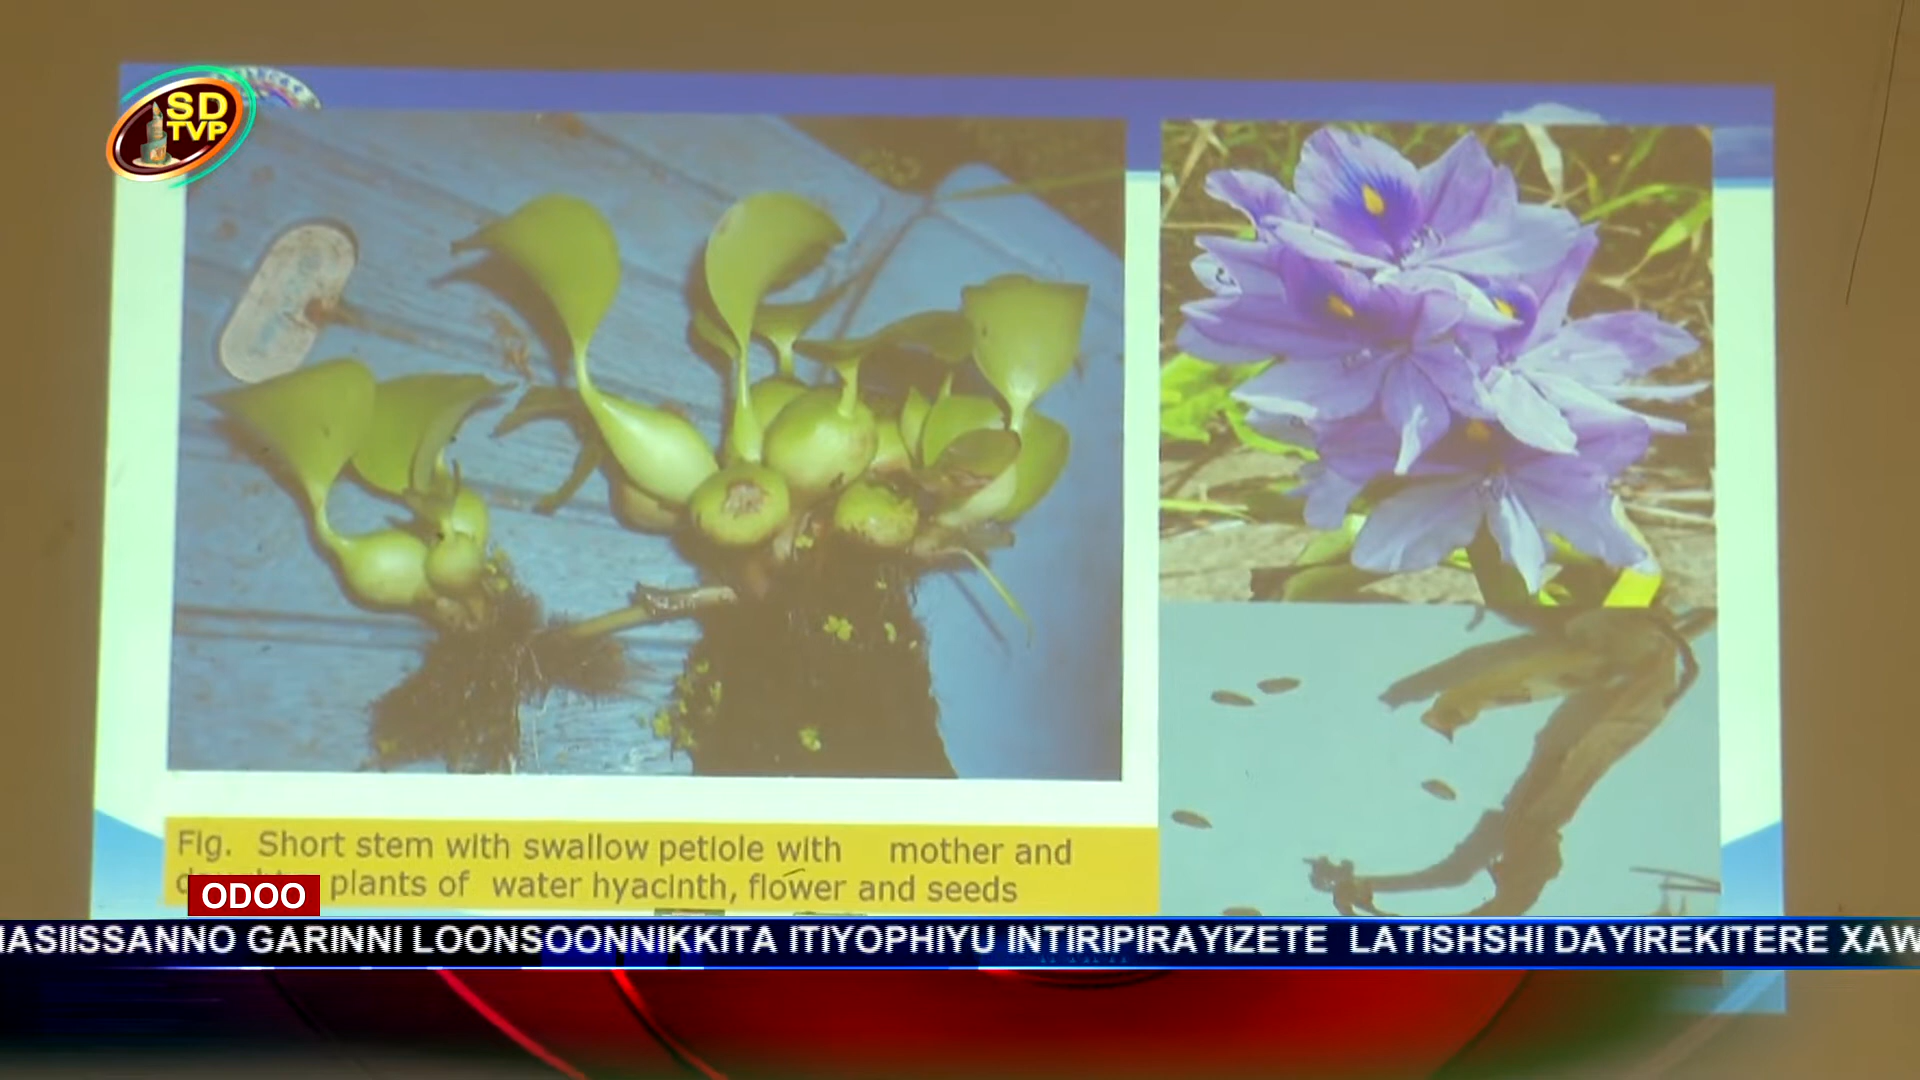 SD
TVP
Fig. Short stem with swallow petiole with mother and
plants of water hyacinth, flower and seeds
ODOO
GARINNI LOONSOONNIKKITA ITIYOPHIYU INTIRIPIRAYIZETE LATISHSHI DAYIREKITERE